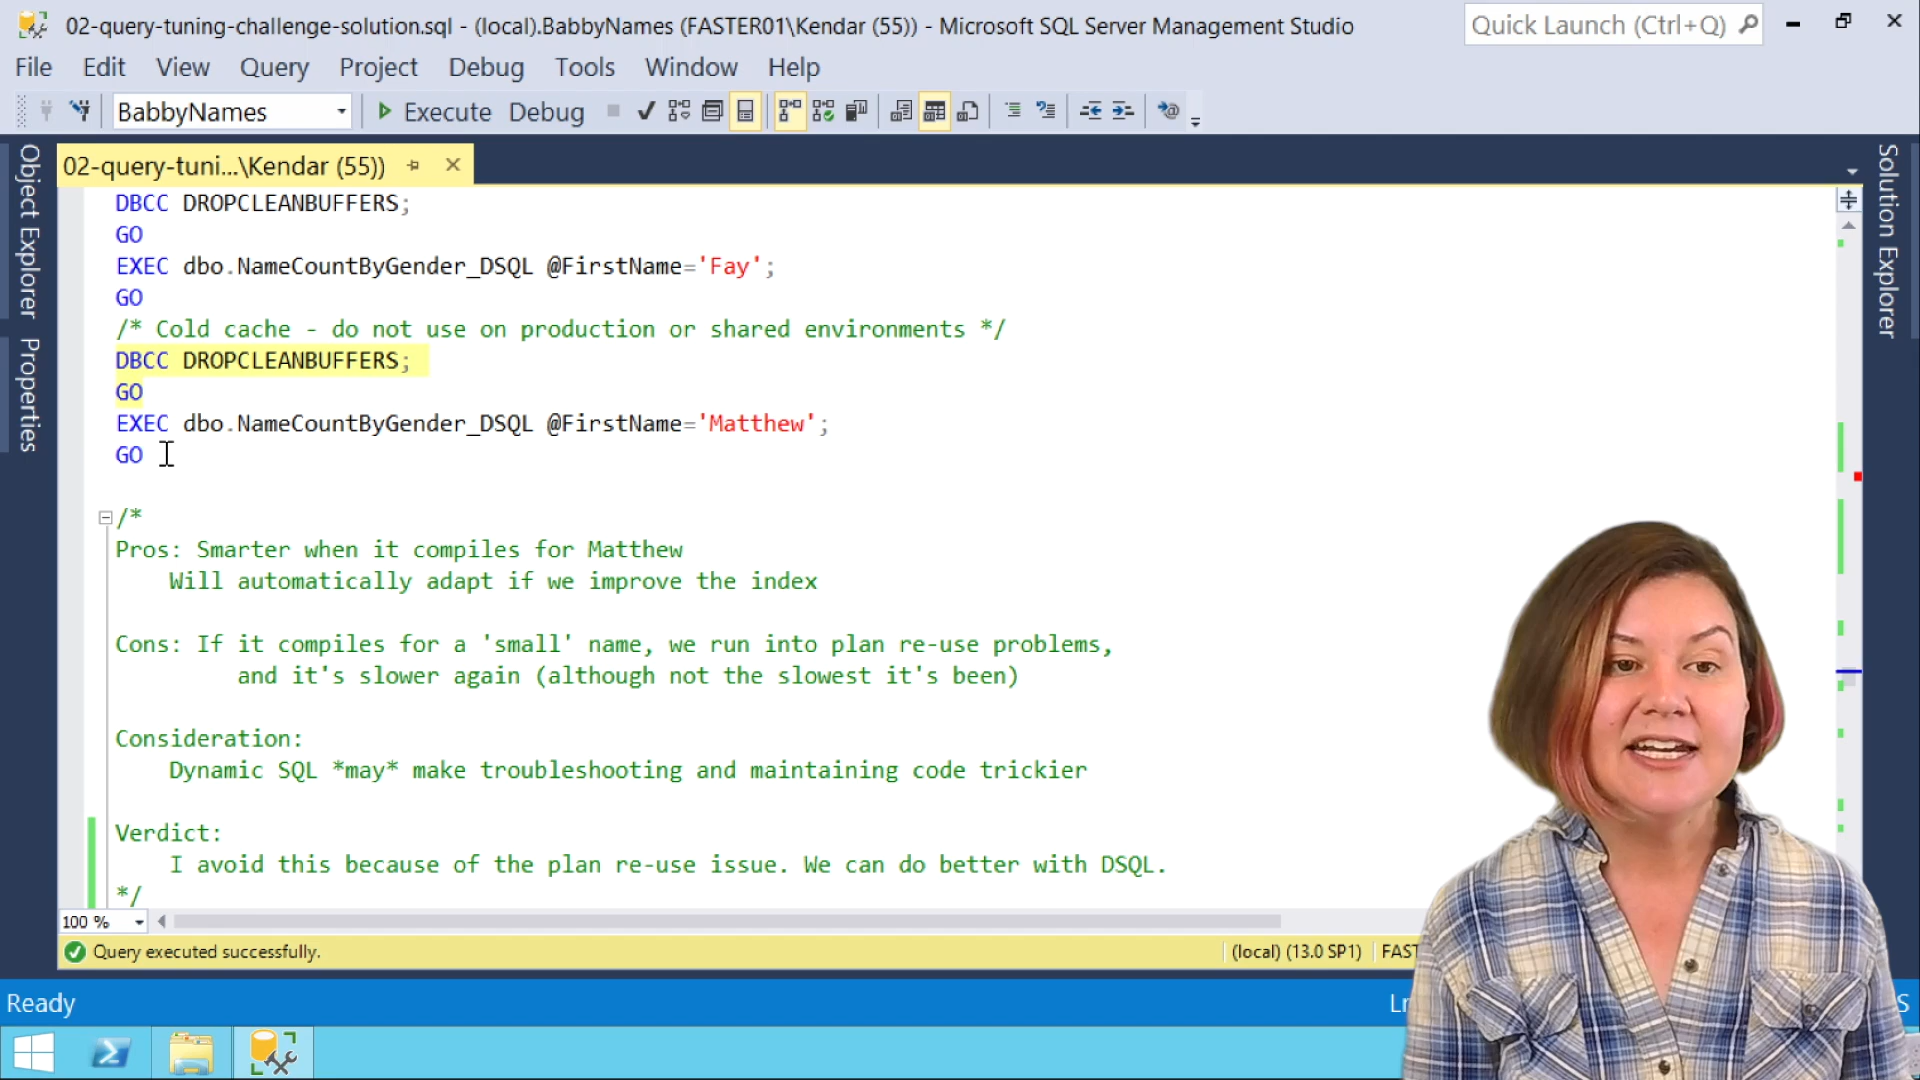 02-query-tuning-challenge-solution.sql - (local).BabbyNames (FASTER01\Kendar (55)) - Microsoft SQL Server Management Studio
Quick Launch (Ctrl+Q)
File Edit View Query Project Debug Tools Window Help
BabbyNames Execute Debug
02-query-tuni...\Kendar (55))
Object Explorer
Properties
Solution Explorer
DBCC DROPCLEANBUFFERS;
GO
EXEC dbo.NameCountByGender_DSQL @FirstName='Fay';
GO
/* Cold cache - do not use on production or shared environments */
DBCC DROPCLEANBUFFERS;
GO
EXEC dbo.NameCountByGender_DSQL @FirstName='Matthew';
GO
/*
Pros: Smarter when it compiles for Matthew
Will automatically adapt if we improve the index
Cons: If it compiles for a 'small' name, we run into plan re-use problems,
and it's slower again (although not the slowest it's been)
Consideration:
Dynamic SQL *may* make troubleshooting and maintaining code trickier
Verdict:
I avoid this because of the plan re-use issue. We can do better with DSQL.
*/
100 %
Query executed successfully.
(local) (13.0 SP1)
Ready